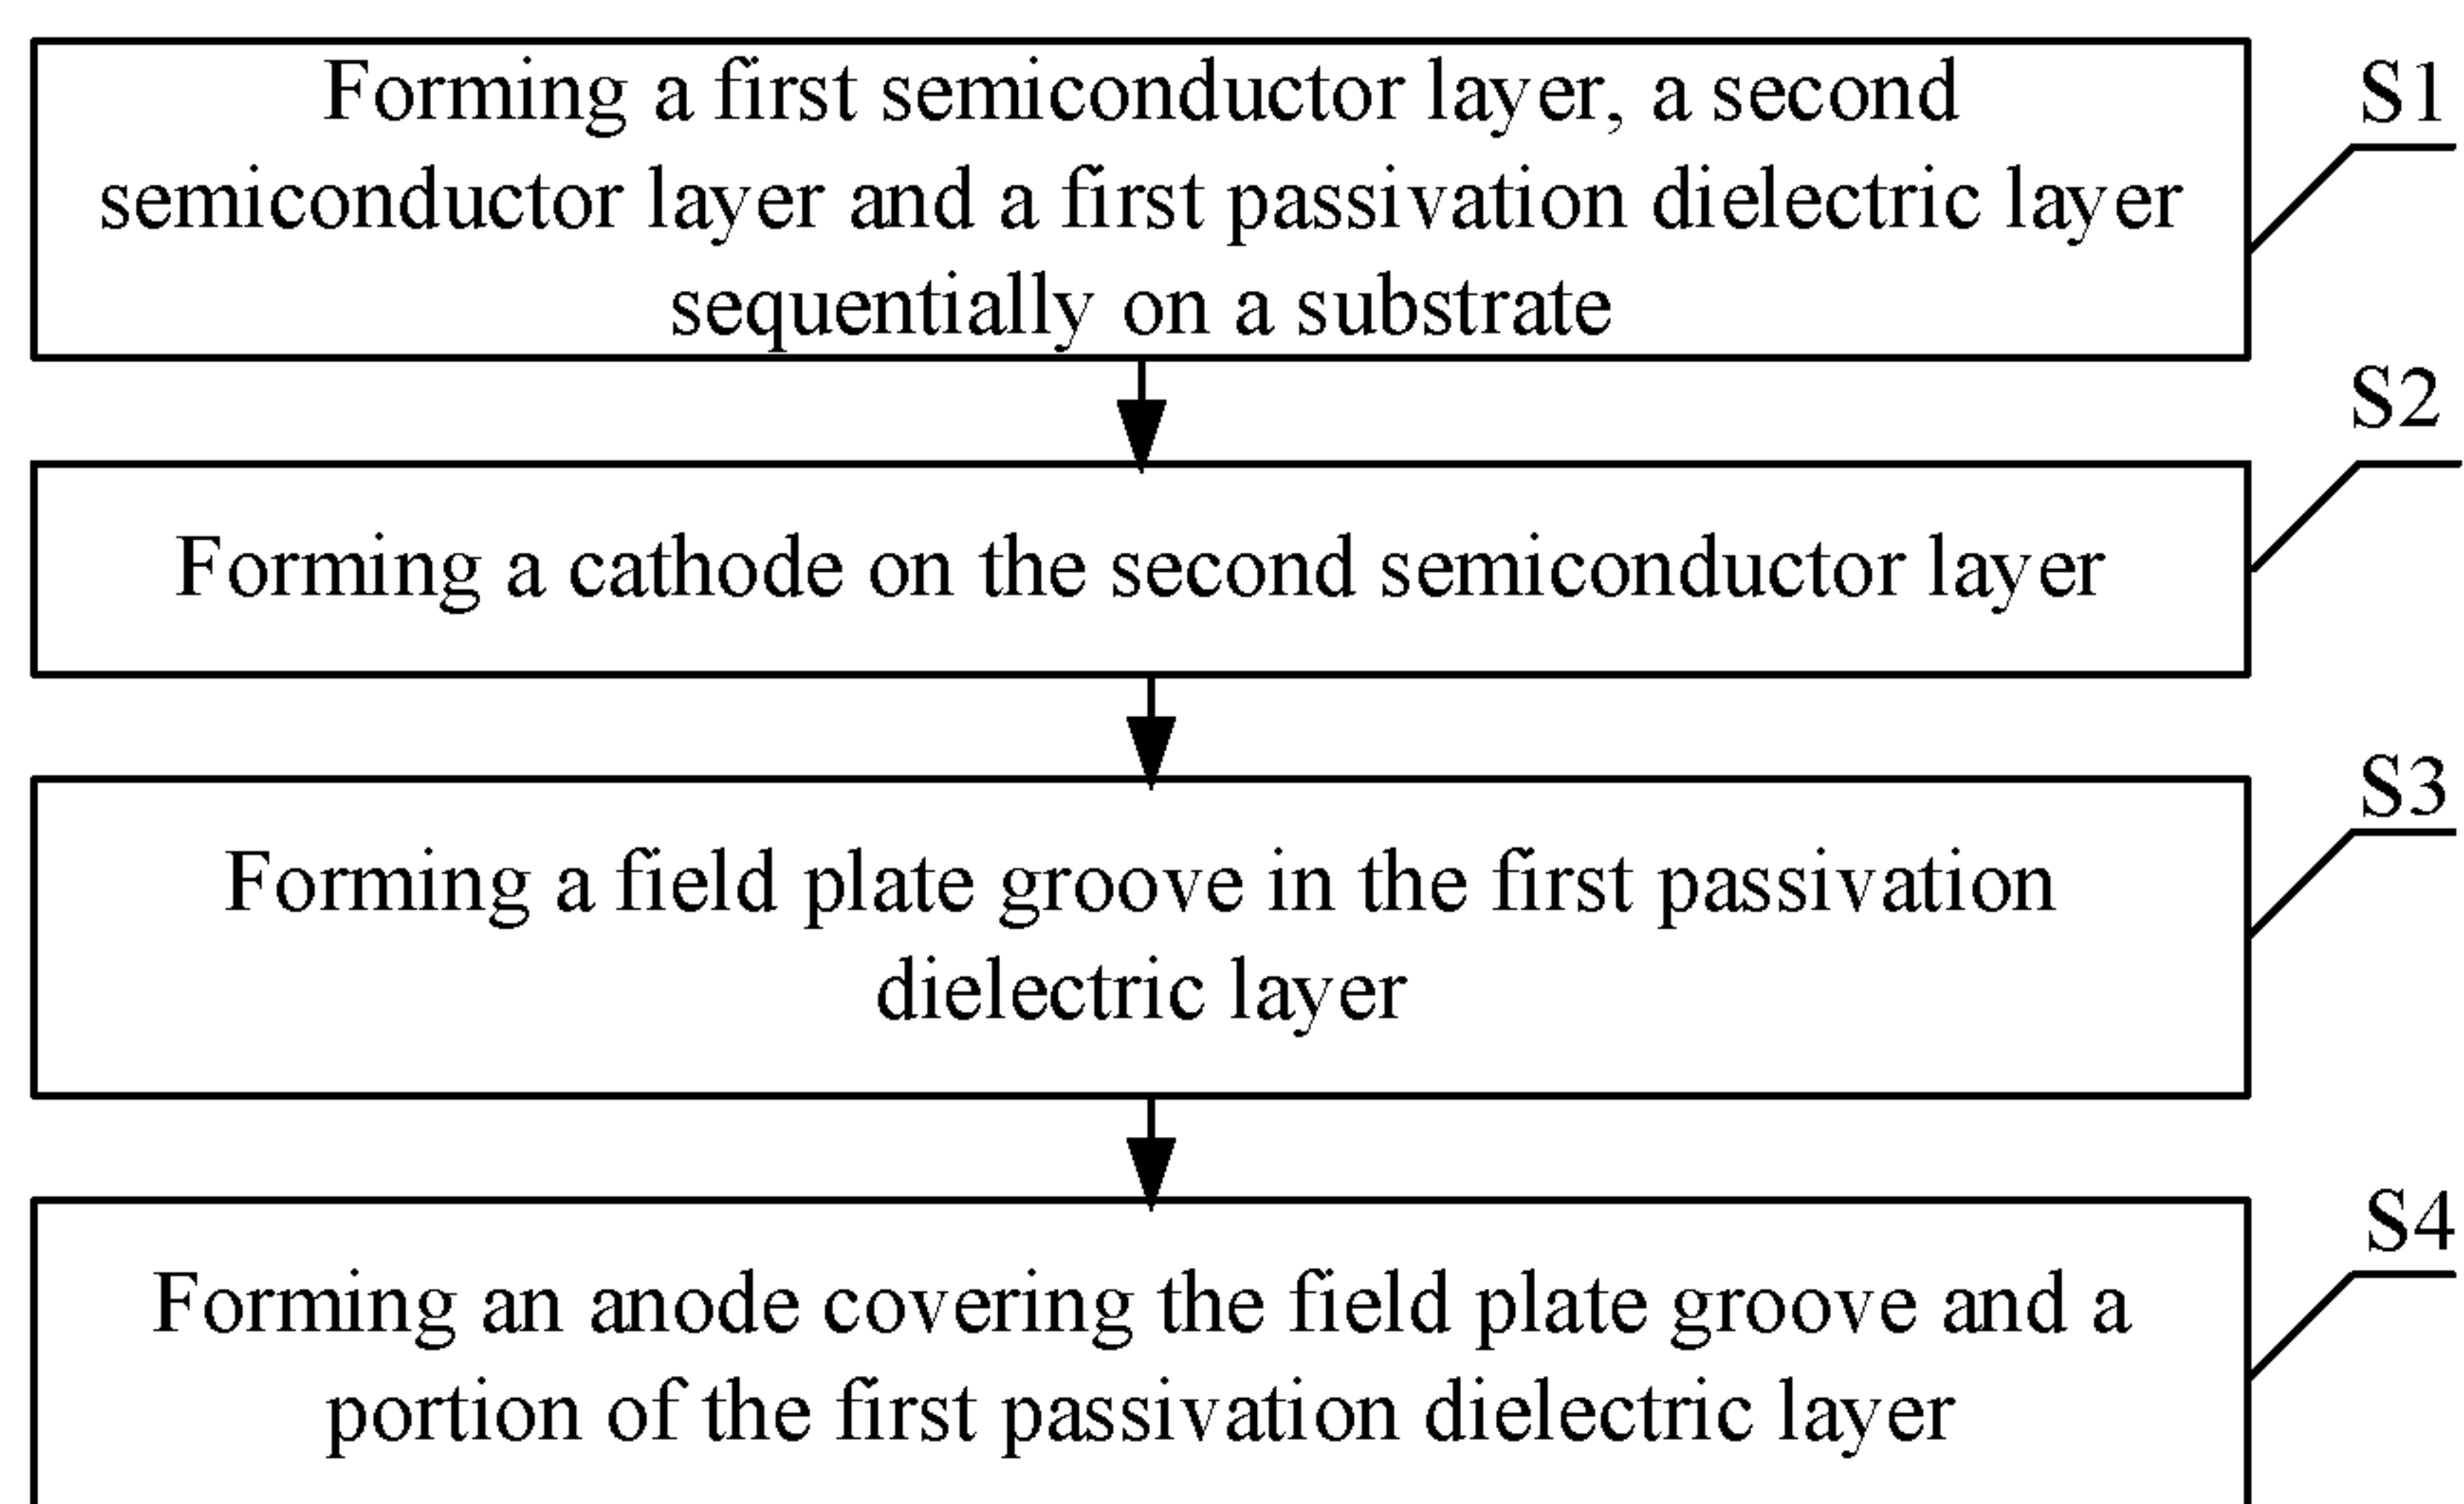 Forming a first semiconductor layer, a second
semiconductor layer and a first passivation dielectric layer
sequentially on a substrate
S1
Forming a cathode on the second semiconductor layer
S2
Forming a field plate groove in the first passivation
dielectric layer
S3
Forming an anode covering the field plate groove and a
portion of the first passivation dielectric layer
S4